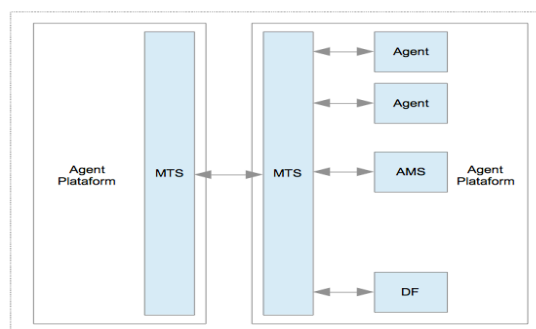 Agent
Agent
Agent
Plataform
MTS
MTS
AMS
Agent
Plataform
DF